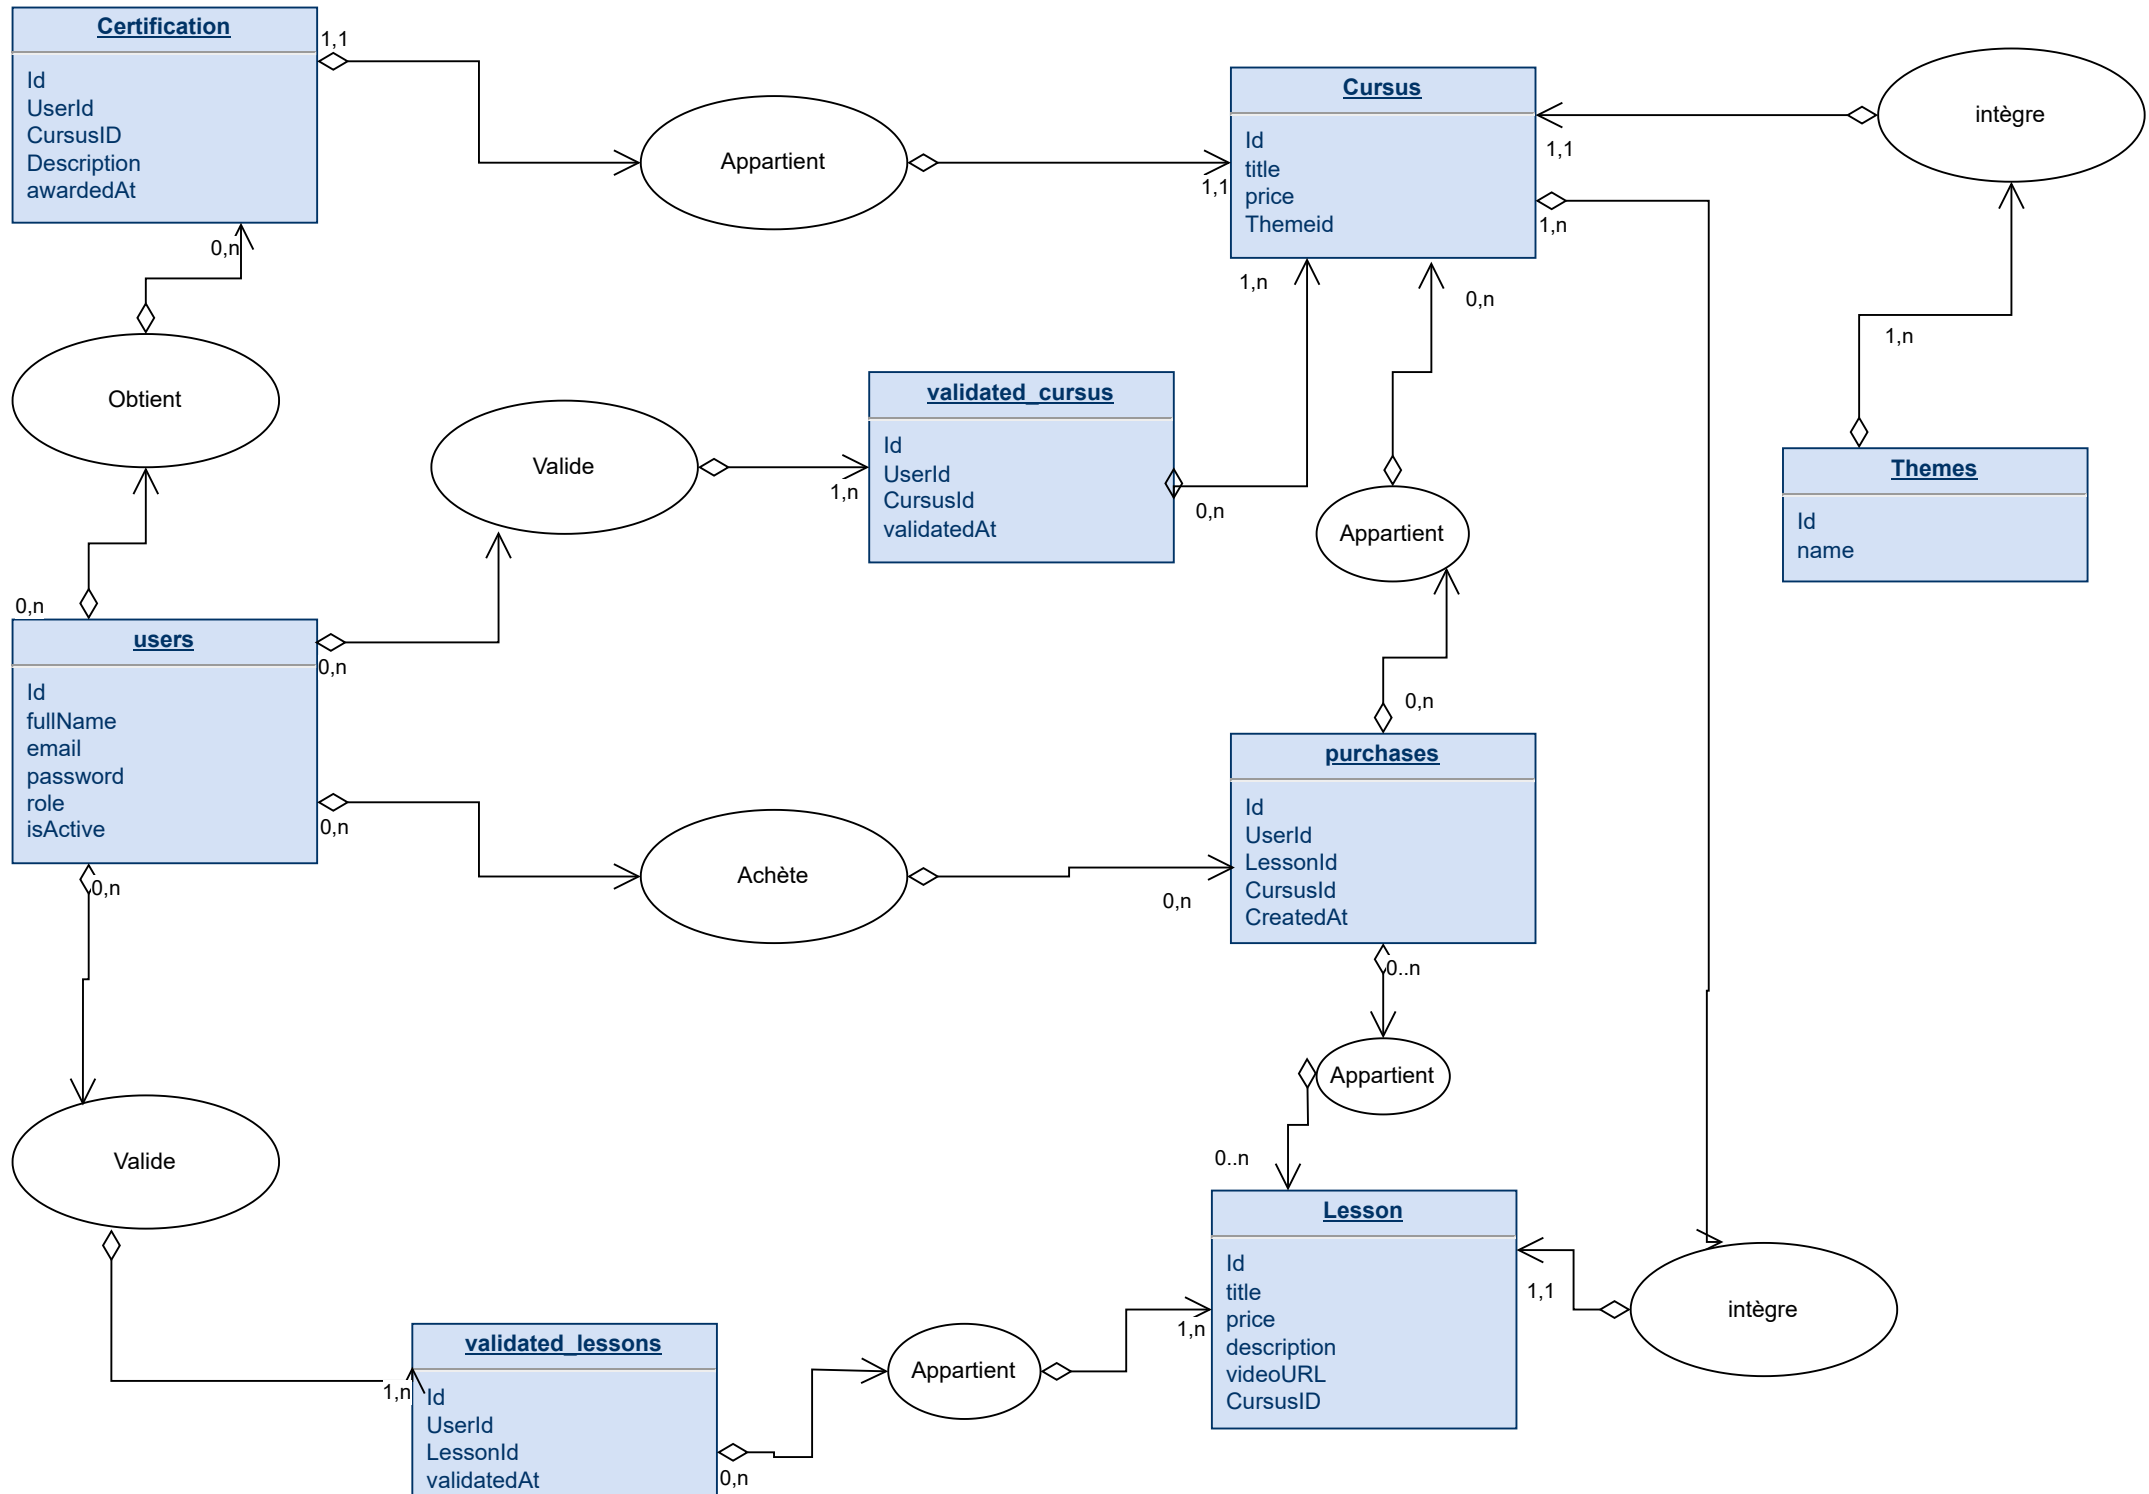 Certification
Id
UserId
CursusID
Description
awardedAt
1,1
Appartient
1,1
Cursus
Id
title
price
Themeid
1,1
intègre
1,n
1,n
0,n
1,n
Themes
Id
name
0,n
Obtient
0,n
Valide
1,n
validated_cursus
Id
UserId
CursusId
validatedAt
0,n
Appartient
0,n
users
Id
fullName
email
password
role
isActive
0,n
0,n
0,n
Achète
0,n
purchases
Id
UserId
LessonId
CursusId
CreatedAt
0..n
Appartient
0..n
Valide
1,n
validated_lessons
Id
UserId
LessonId
validatedAt
0,n
Appartient
1,n
Lesson
Id
title
price
description
videoURL
CursusID
1,1
intègre